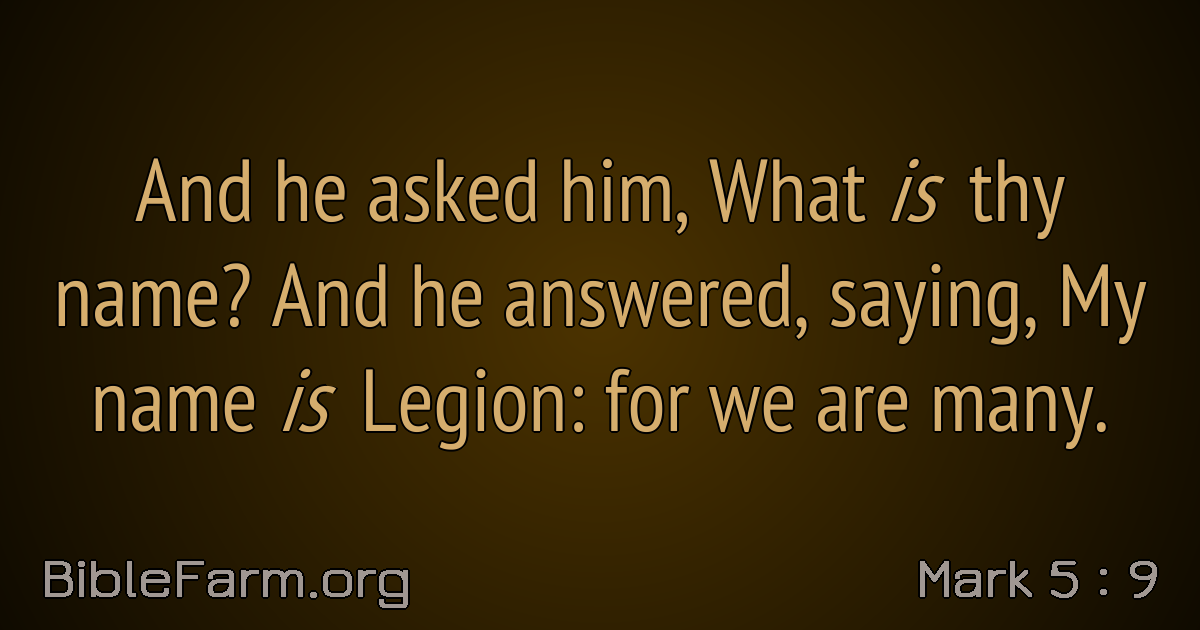 And he asked him, What is thy
name? And he answered, saying, My
name is Legion: for we are many.
BibleFarm.org
Mark 5 : 9